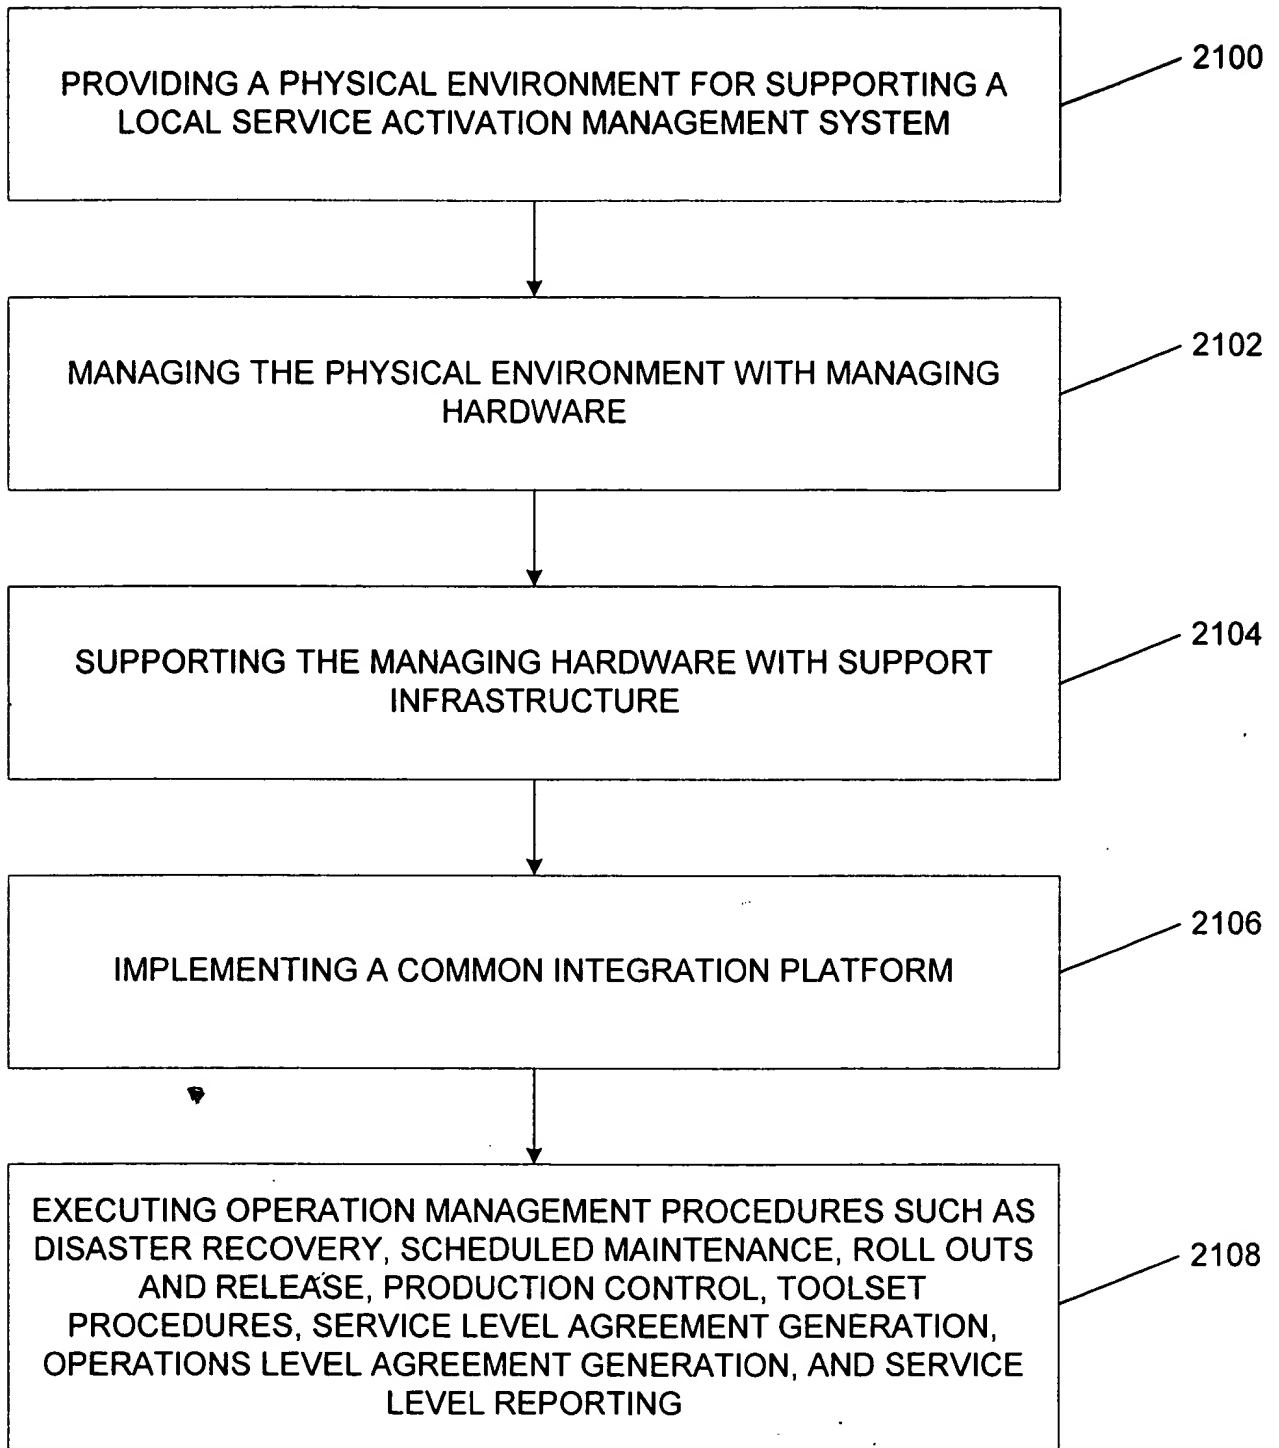 PROVIDING A PHYSICAL ENVIRONMENT FOR SUPPORTING A
LOCAL SERVICE ACTIVATION MANAGEMENT SYSTEM
2100
MANAGING THE PHYSICAL ENVIRONMENT WITH MANAGING
HARDWARE
2102
SUPPORTING THE MANAGING HARDWARE WITH SUPPORT
INFRASTRUCTURE
2104
IMPLEMENTING A COMMON INTEGRATION PLATFORM
2106
EXECUTING OPERATION MANAGEMENT PROCEDURES SUCH AS
DISASTER RECOVERY, SCHEDULED MAINTENANCE, ROLL OUTS
AND RELEASE, PRODUCTION CONTROL, TOOLSET
PROCEDURES, SERVICE LEVEL AGREEMENT GENERATION,
OPERATIONS LEVEL AGREEMENT GENERATION, AND SERVICE
LEVEL REPORTING
2108